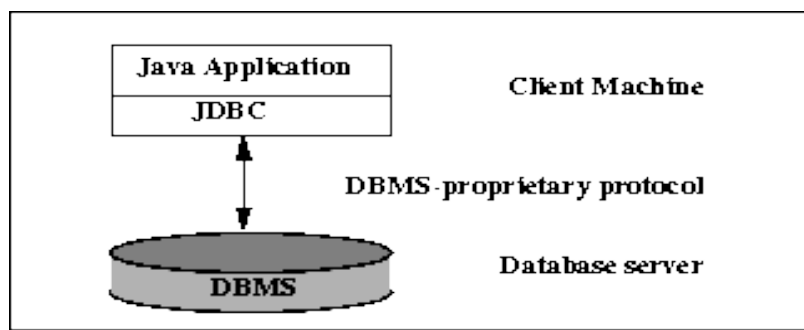 Java Application
Client Machine
JDBC
DBMS-proprietary protocol
Database server
DBMS